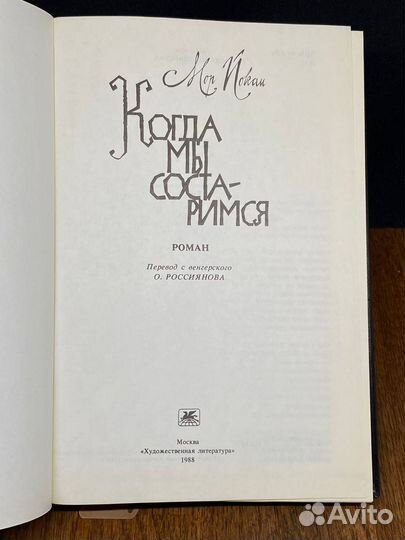 Мор Йокаи
Когда
мы
соста-
римся
РОМАН
Перевод с венгерского
О. РОССИЯНОВА
Москва
«Художественная литература»
1988
Avito